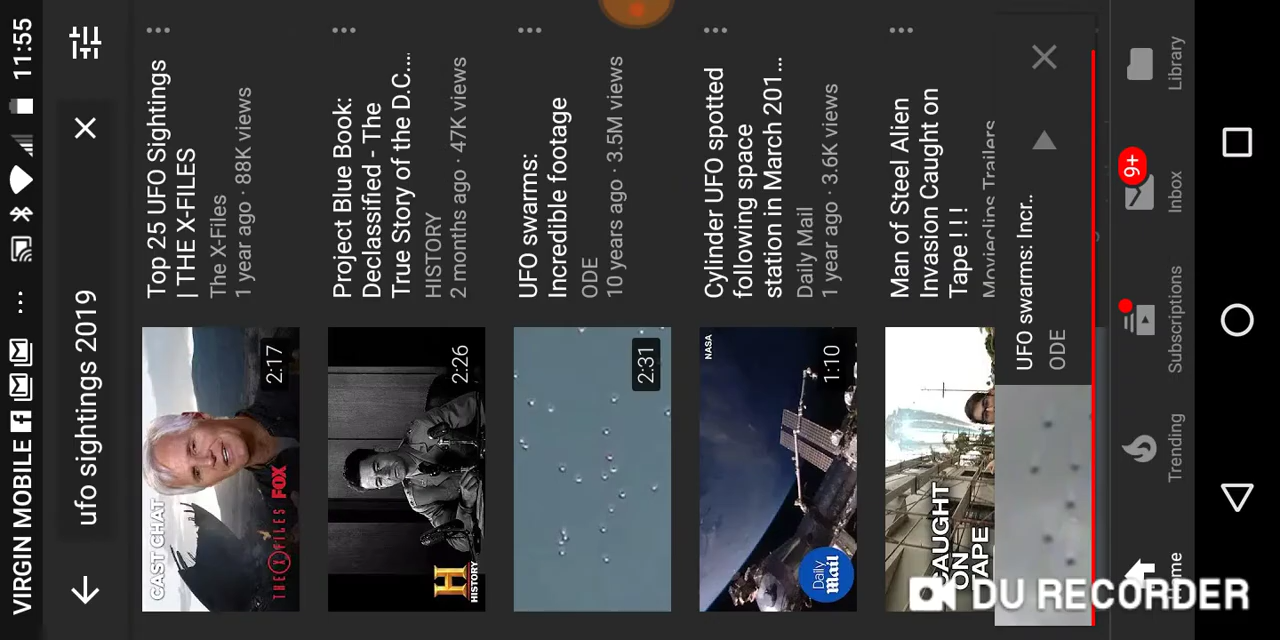 VIRGIN MOBILE
11:55
ufo sightings 2019
CAST CHAT
THE X FILES FOX
2:17
Top 25 UFO Sightings
| THE X-FILES
The X-Files
1 year ago · 88K views
H
HISTORY
2:26
Project Blue Book:
Declassified - The
True Story of the D.C....
HISTORY
2 months ago · 47K views
2:31
UFO swarms:
Incredible footage
ODE
10 years ago · 3.5M views
NASA
Daily
Mail
1:10
Cylinder UFO spotted
following space
station in March 201...
Daily Mail
1 year ago · 3.6K views
CAUGHT
ON
TAPE
Man of Steel Alien
Invasion Caught on
Tape ! ! !
Movieclips Trailers
UFO swarms: Incr..
ODE
Trending
Subscriptions
9+
Inbox
Library
DU RECORDER